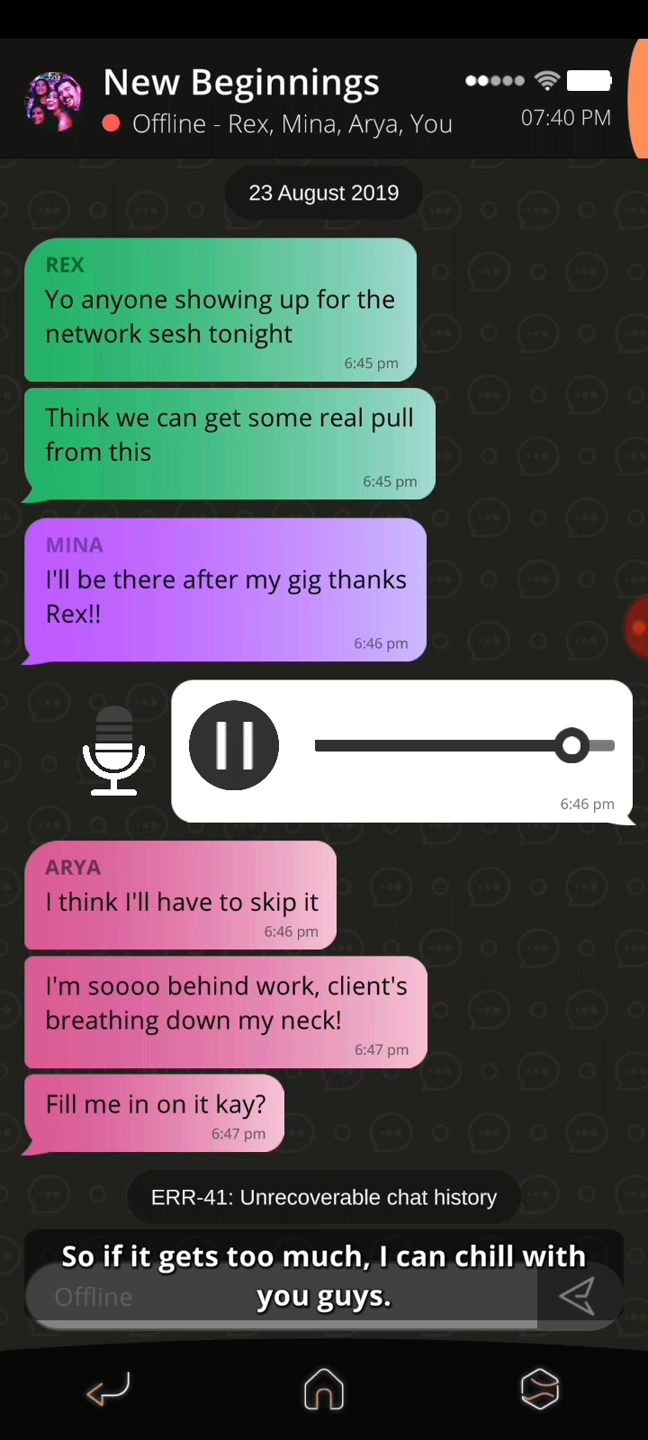 New Beginnings
Offline - Rex, Mina, Arya, You
07:40 PM
23 August 2019
REX
Yo anyone showing up for the
network sesh tonight
6:45 pm
Think we can get some real pull
from this
6:45 pm
MINA
I'll be there after my gig thanks
Rex!!
6:46 pm
6:46 pm
ARYA
I think I'll have to skip it
6:46 pm
I'm soooo behind work, client's
breathing down my neck!
6:47 pm
Fill me in on it kay?
6:47 pm
ERR-41: Unrecoverable chat history
So if it gets too much, I can chill with
you guys.
Offline